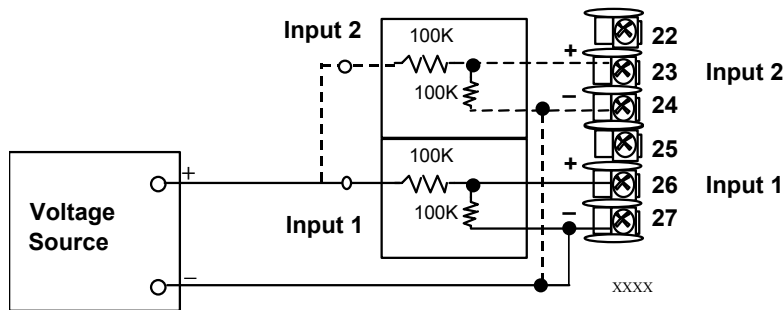 Input 2
100K
100K
+
−
22
23 Input 2
24
25
100K
100K
+
−
26 Input 1
27
Input 1
Voltage
Source
+
−
XXXX